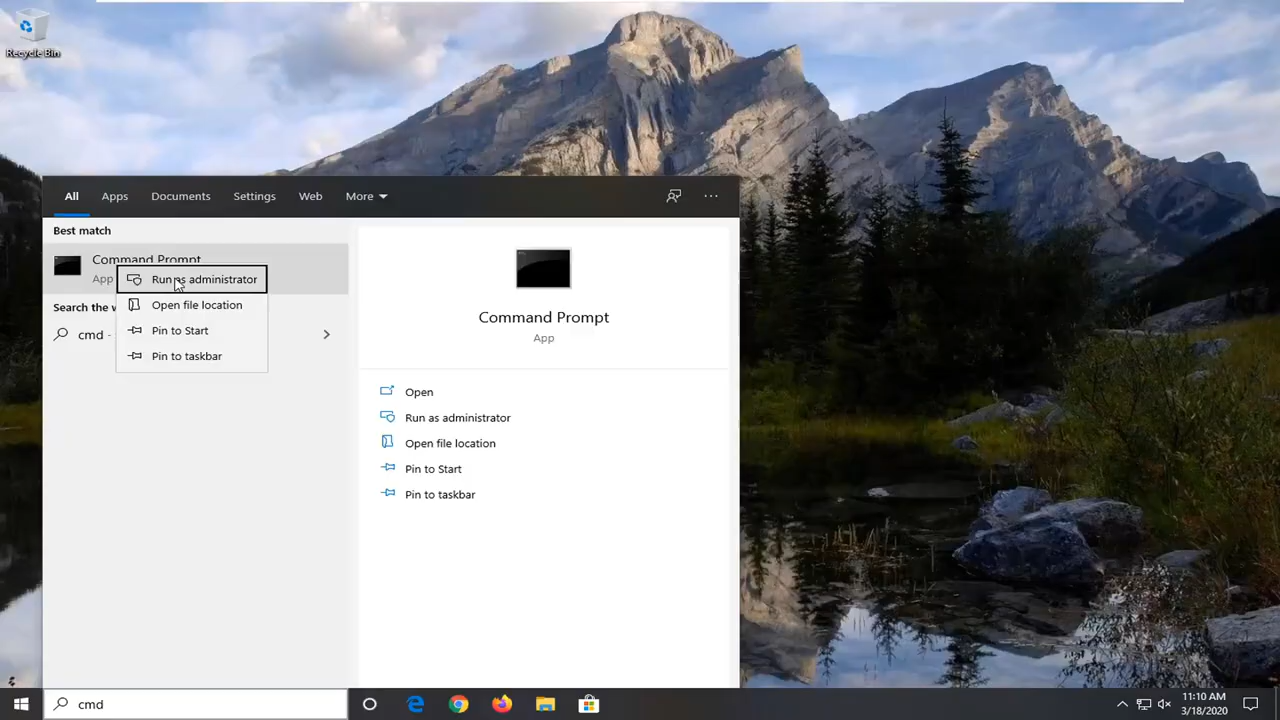 Recycle Bin
All
Apps
Documents
Settings
Web
More
Best match
Command Prompt
App
Run as administrator
Open file location
Pin to Start
Pin to taskbar
Search the w
cmd -
Command Prompt
App
Open
Run as administrator
Open file location
Pin to Start
Pin to taskbar
cmd
11:10 AM
3/18/2020